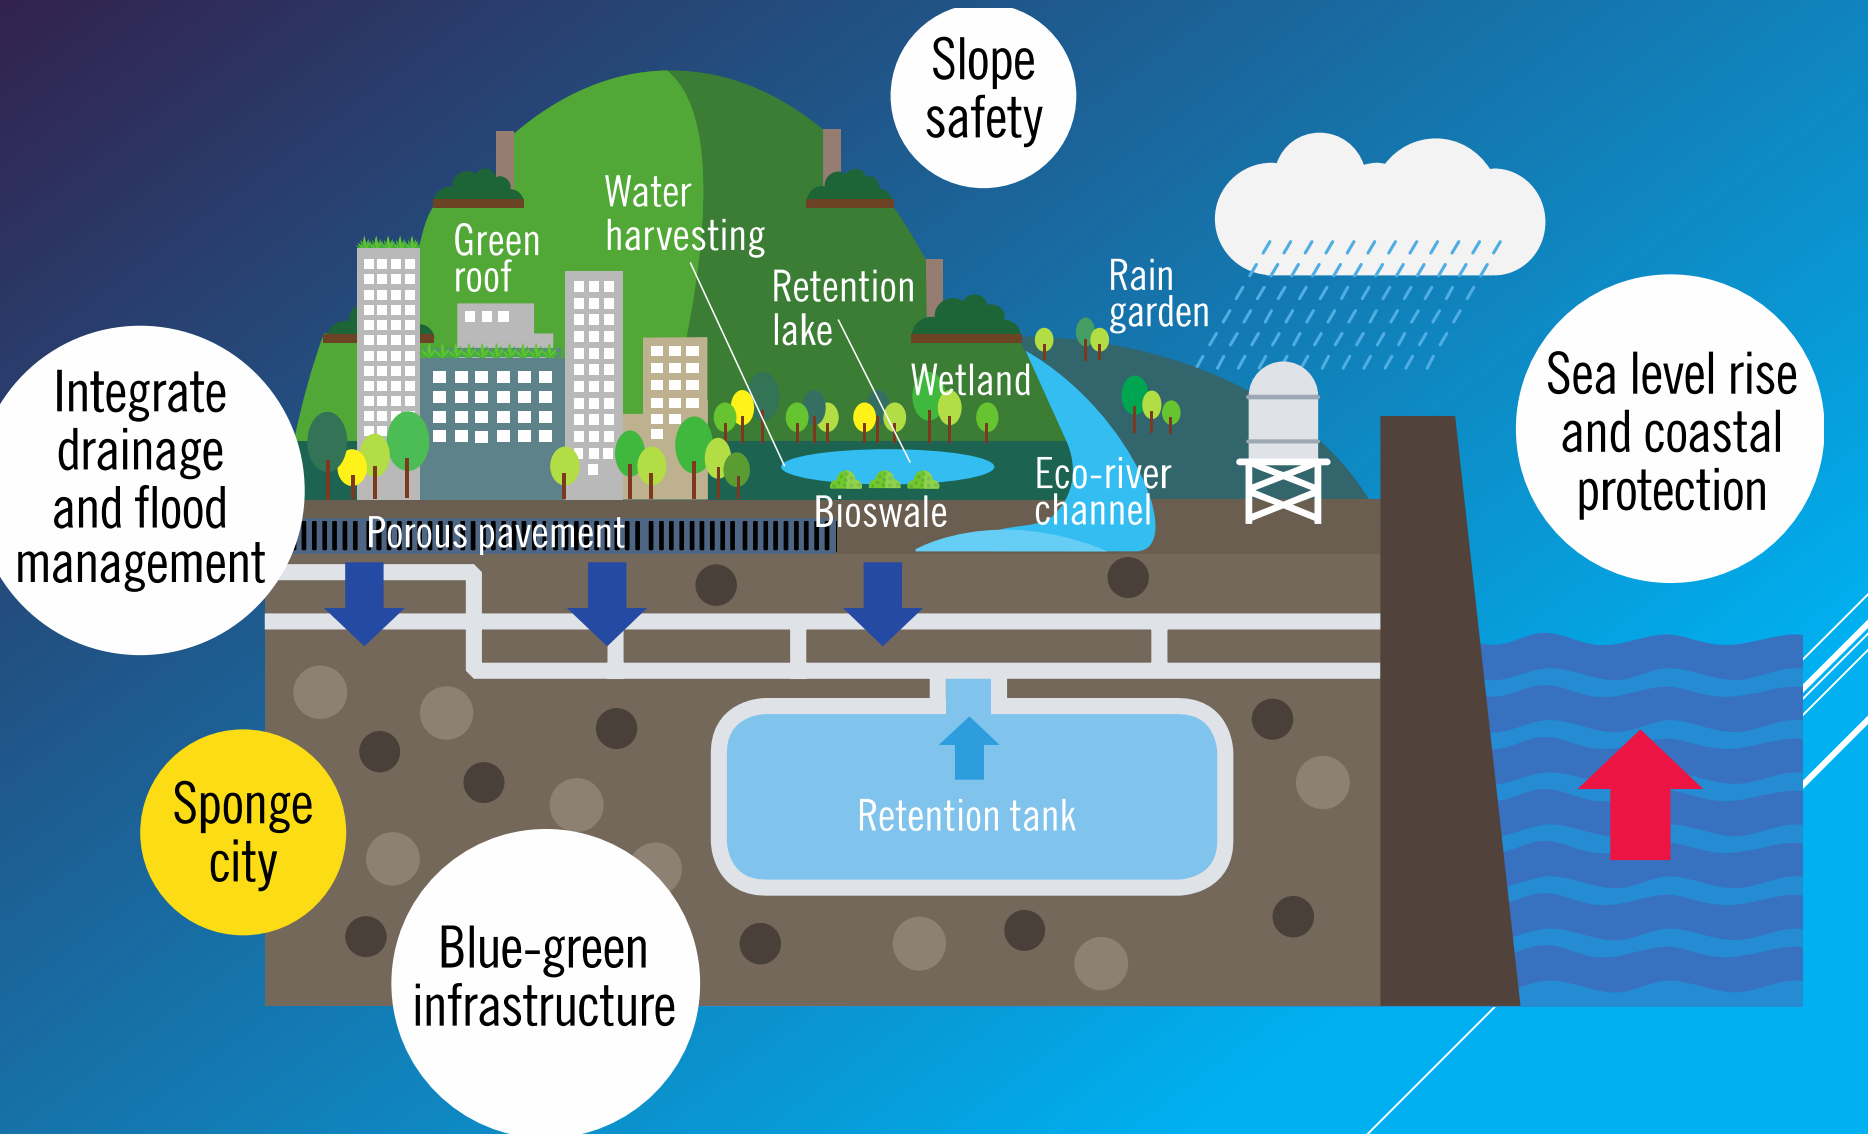 Slope
safety
Water
harvesting
Green
roof
Retention
lake
Rain
garden
Wetland
Integrate
drainage
and flood
management
Sea level rise
and coastal
protection
Eco-river
channel
Bioswale
Porous pavement
Sponge
city
Retention tank
Blue-green
infrastructure